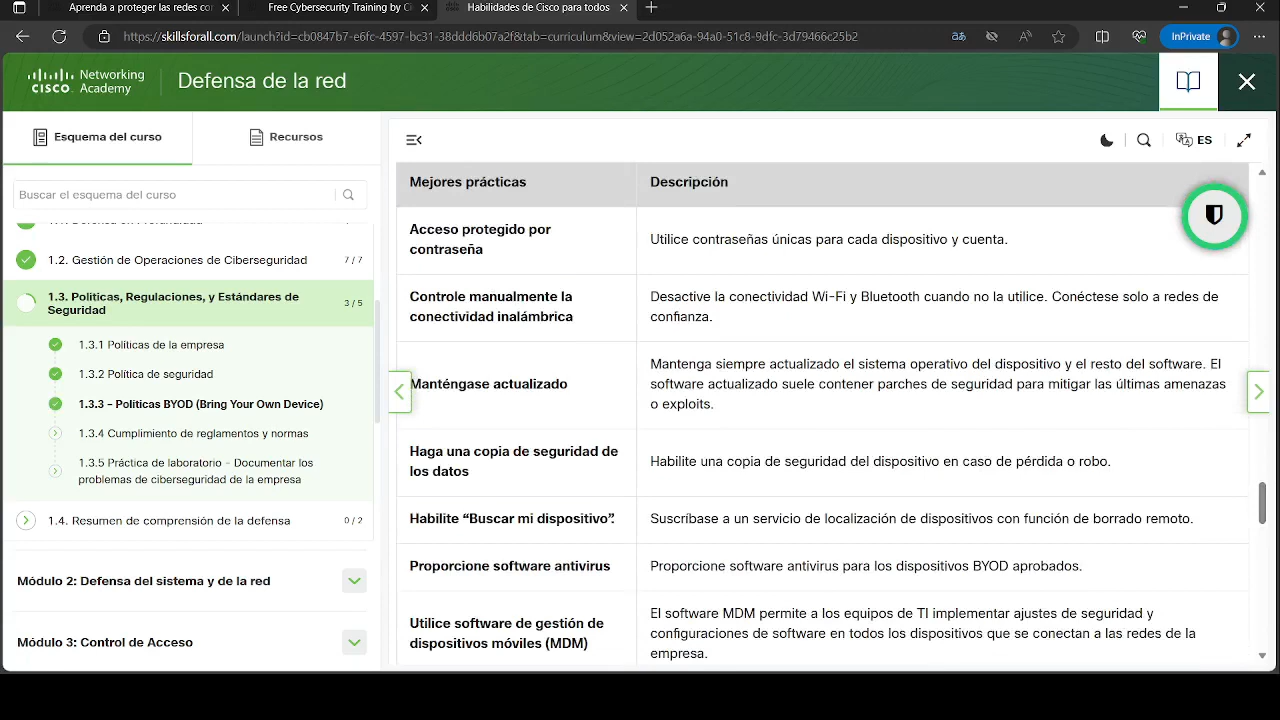 Aprenda a proteger las redes cor
Free Cybersecurity Training by Ci
Habilidades de Cisco para todos
https://skillsforall.com/launch?id=cb0847b7-e6fc-4597-bc31-38ddd6b07a2f&tab=curriculum&view=2d052a6a-94a0-51c8-9dfc-3d79466c25b2
InPrivate
Networking
CISCO Academy
Defensa de la red
Esquema del curso
Recursos
ES
Buscar el esquema del curso
1.2. Gestión de Operaciones de Ciberseguridad 7 / 7
1.3. Políticas, Regulaciones, y Estándares de
Seguridad
3 / 5
1.3.1 Políticas de la empresa
1.3.2 Política de seguridad
1.3.3 – Políticas BYOD (Bring Your Own Device)
1.3.4 Cumplimiento de reglamentos y normas
1.3.5 Práctica de laboratorio – Documentar los
problemas de ciberseguridad de la empresa
1.4. Resumen de comprensión de la defensa 0 / 2
Módulo 2: Defensa del sistema y de la red
Módulo 3: Control de Acceso
Mejores prácticas
Descripción
Acceso protegido por
contraseña
Utilice contraseñas únicas para cada dispositivo y cuenta.
Controle manualmente la
conectividad inalámbrica
Desactive la conectividad Wi-Fi y Bluetooth cuando no la utilice. Conéctese solo a redes de
confianza.
Manténgase actualizado
Mantenga siempre actualizado el sistema operativo del dispositivo y el resto del software. El
software actualizado suele contener parches de seguridad para mitigar las últimas amenazas
o exploits.
Haga una copia de seguridad de
los datos
Habilite una copia de seguridad del dispositivo en caso de pérdida o robo.
Habilite “Buscar mi dispositivo”.
Suscríbase a un servicio de localización de dispositivos con función de borrado remoto.
Proporcione software antivirus
Proporcione software antivirus para los dispositivos BYOD aprobados.
Utilice software de gestión de
dispositivos móviles (MDM)
El software MDM permite a los equipos de TI implementar ajustes de seguridad y
configuraciones de software en todos los dispositivos que se conectan a las redes de la
empresa.